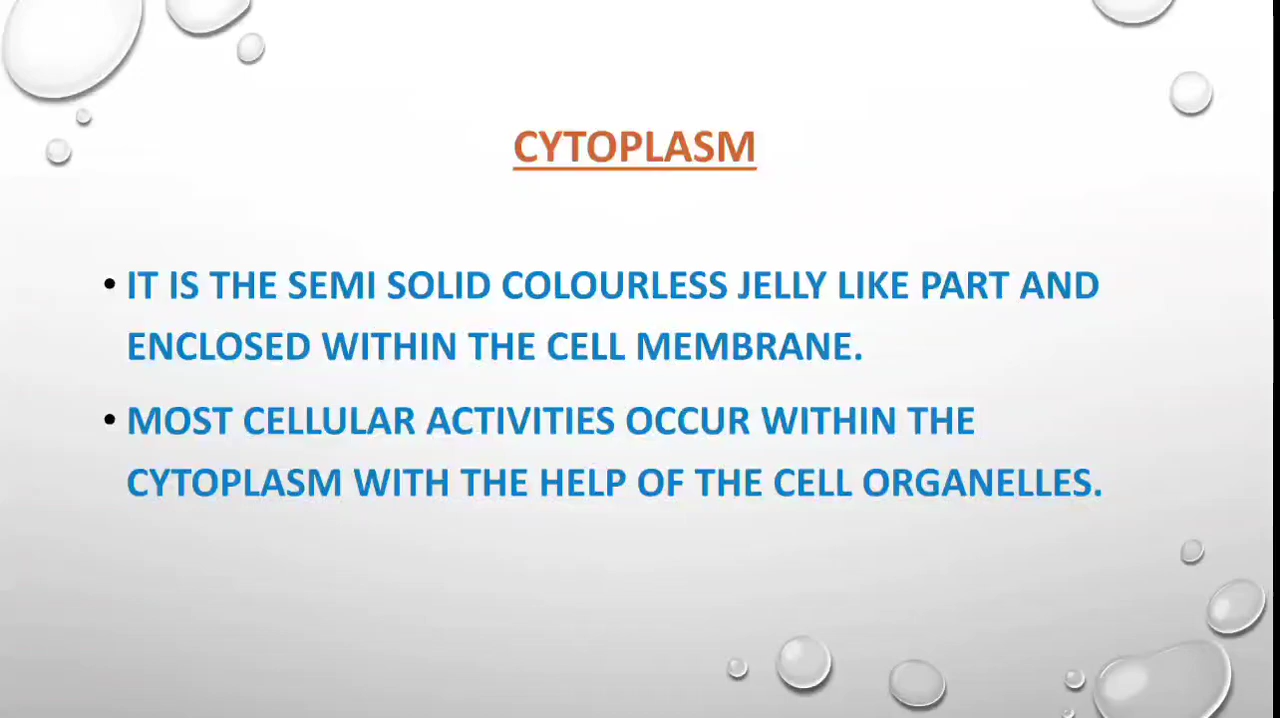 CYTOPLASM
• IT IS THE SEMI SOLID COLOURLESS JELLY LIKE PART AND
ENCLOSED WITHIN THE CELL MEMBRANE.
• MOST CELLULAR ACTIVITIES OCCUR WITHIN THE
CYTOPLASM WITH THE HELP OF THE CELL ORGANELLES.